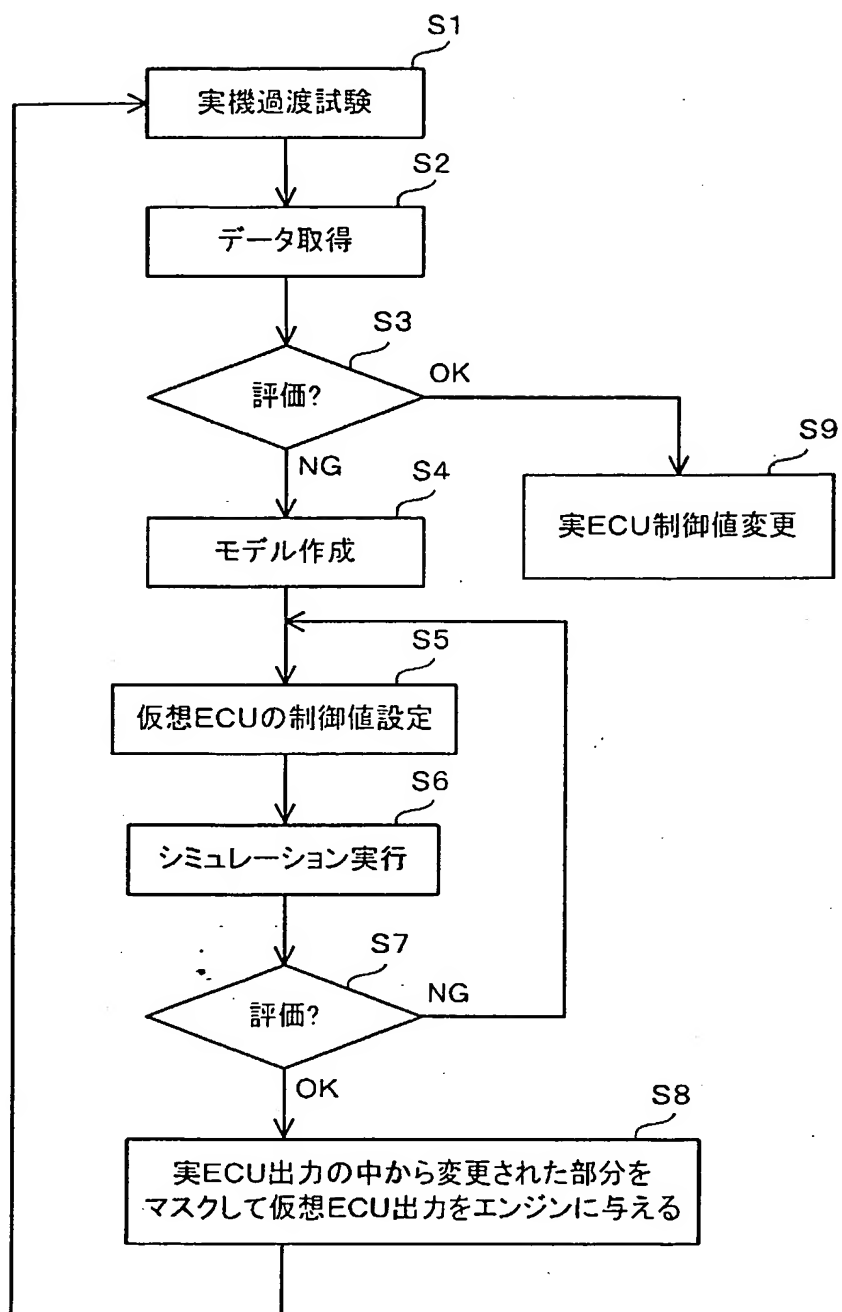 S1
実機過渡試験
S2
データ取得
S3
評価?
OK
NG
S9
実ECU制御値変更
S4
モデル作成
S5
仮想ECUの制御値設定
S6
シミュレーション実行
S7
評価?
NG
OK
S8
実ECU出力の中から変更された部分を
マスクして仮想ECU出力をエンジンに与える